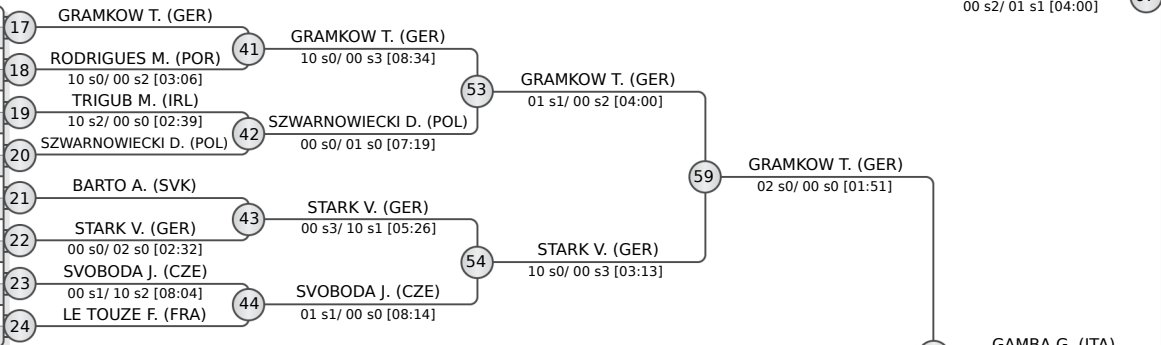 00 s2/ 01 s1 [04:00]
17
GRAMKOW T. (GER)
18
RODRIGUES M. (POR)
10 s0/ 00 s2 [03:06]
19
TRIGUB M. (IRL)
10 s2/ 00 s0 [02:39]
20
SZWARNOWIECKI D. (POL)
21
BARTO A. (SVK)
22
STARK V. (GER)
00 s0/ 02 s0 [02:32]
23
SVOBODA J. (CZE)
00 s1/ 10 s2 [08:04]
24
LE TOUZE F. (FRA)
41
GRAMKOW T. (GER)
10 s0/ 00 s3 [08:34]
42
SZWARNOWIECKI D. (POL)
00 s0/ 01 s0 [07:19]
43
STARK V. (GER)
00 s3/ 10 s1 [05:26]
44
SVOBODA J. (CZE)
01 s1/ 00 s0 [08:14]
53
GRAMKOW T. (GER)
01 s1/ 00 s2 [04:00]
54
STARK V. (GER)
10 s0/ 00 s3 [03:13]
59
GRAMKOW T. (GER)
02 s0/ 00 s0 [01:51]
GAMBA G. (ITA)